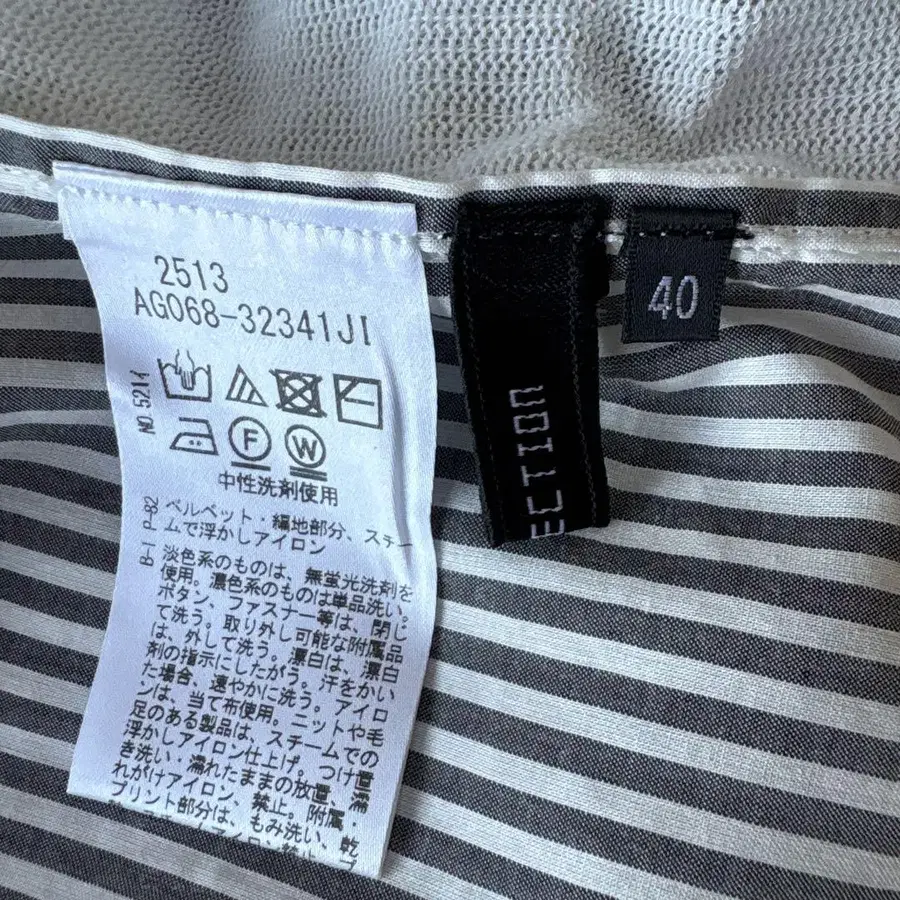 2513
AG068-32341JI
NO.5214
F
W
中性洗剤使用
P-82
ベルベット・編地部分、スチー
ムで浮かしアイロン
B-1
淡色系のものは、無蛍光洗剤を
使用。濃色系のものは単品洗い。
ボタン、ファスナー等は、閉じ
て洗う。取り外し可能な附属品
は、外して洗う。漂白は、漂白
剤の指示にしたがう。汗をかい
た場合、速やかに洗う。アイロ
ンは、当て布使用。ニットや毛
足のある製品は、スチームでの
浮かしアイロン仕上げ。つけ置
き洗い・濡れたままの放置、濡
れがけアイロン、禁止。附属・
プリント部分は、もみ洗い、乾
ECTION
40